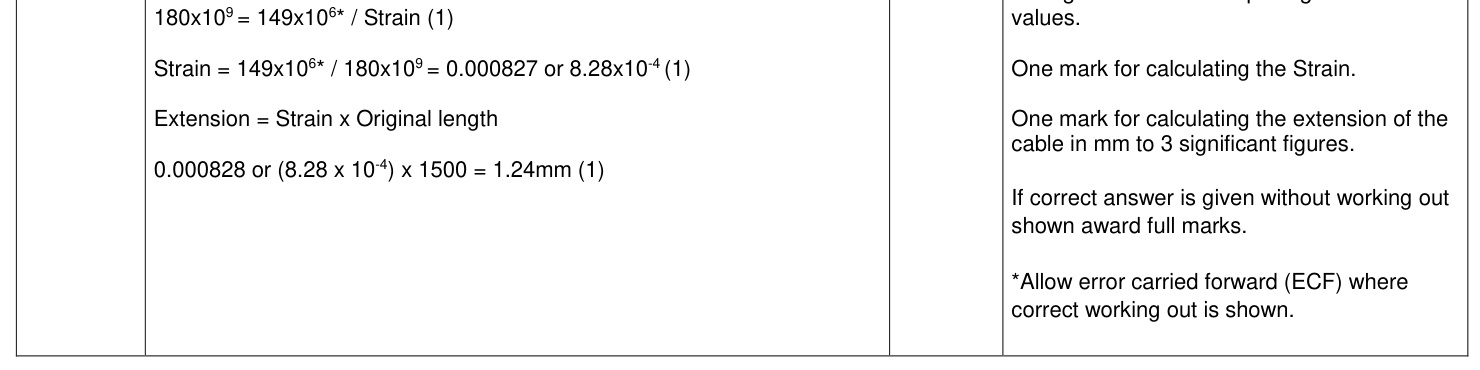 180x10⁹ = 149x10⁶* / Strain (1)
Strain = 149x10⁶* / 180x10⁹ = 0.000827 or 8.28x10⁻⁴ (1)
Extension = Strain x Original length
0.000828 or (8.28 x 10⁻⁴) x 1500 = 1.24mm (1)
values.
One mark for calculating the Strain.
One mark for calculating the extension of the
cable in mm to 3 significant figures.
If correct answer is given without working out
shown award full marks.
*Allow error carried forward (ECF) where
correct working out is shown.